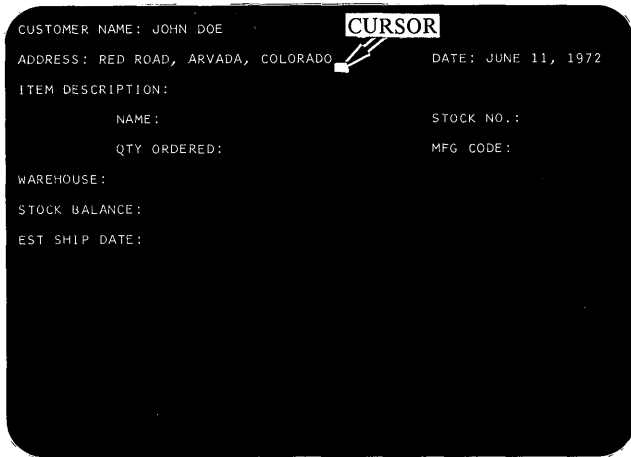 CUSTOMER NAME: JOHN DOE
CURSOR
ADDRESS: RED ROAD, ARVADA, COLORADO DATE: JUNE 11, 1972
ITEM DESCRIPTION:
NAME: STOCK NO.:
QTY ORDERED: MFG CODE:
WAREHOUSE:
STOCK BALANCE:
EST SHIP DATE: